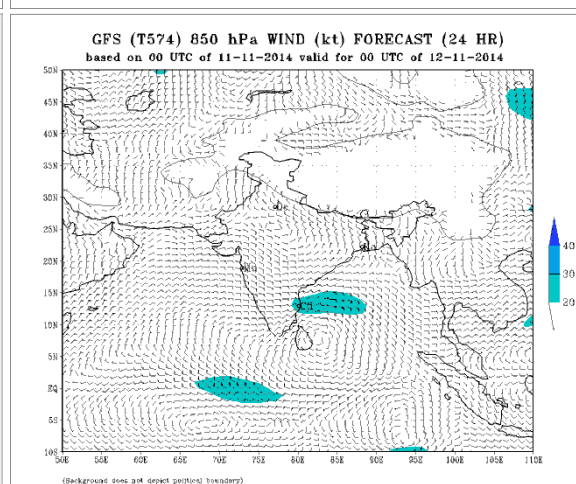 GFS (T574) 850 hPa WIND (kt) FORECAST (24 HR)
based on 00 UTC of 11-11-2014 valid for 00 UTC of 12-11-2014
50N
45N
40N
35N
30N
25N
20N
15N
10N
5N
EQ
5S
10S
50E 55E 60E 65E 70E 75E 80E 85E 90E 95E 100E 105E 110E
40
30
20
(Background does not depict political boundary)